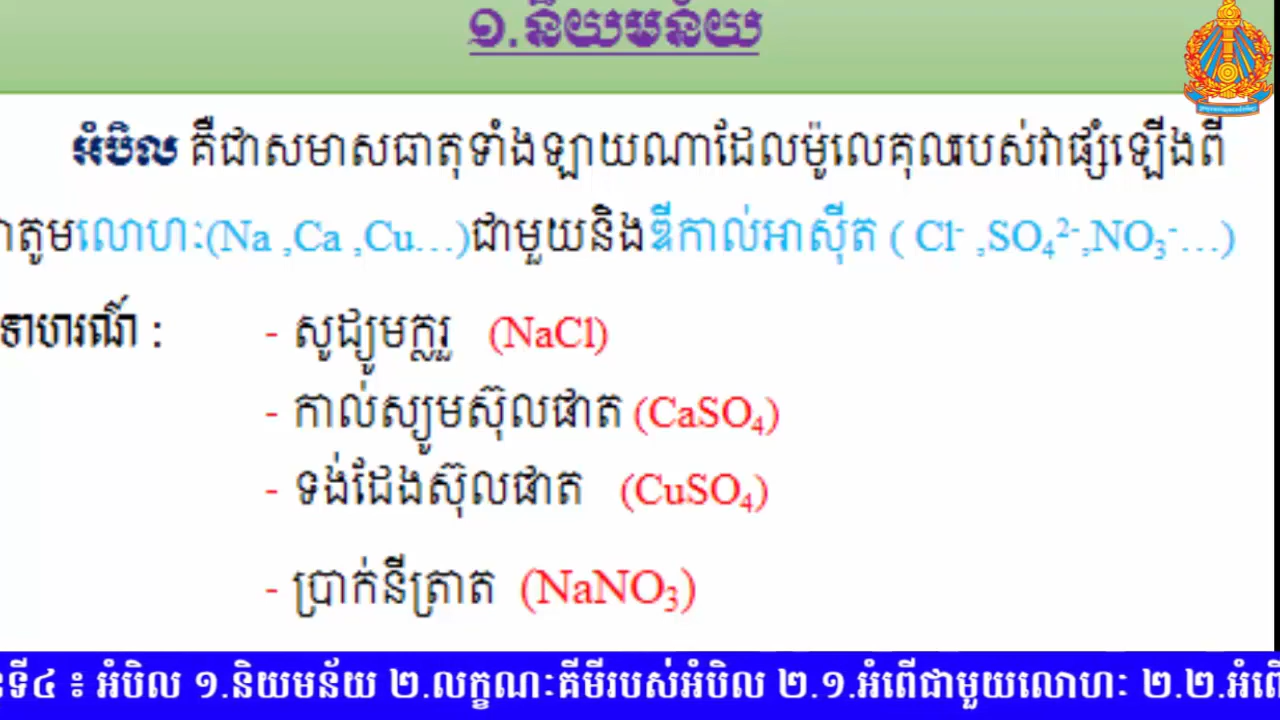 ១.និយមន័យ
អំបិល គឺជាសមាសធាតុទាំងឡាយណាដែលម៉ូលេគុលរបស់វាផ្សំឡើងពី
ាតូមលោហៈ(Na ,Ca ,Cu…)ជាមួយនិងឌីកាល់អាស៊ីត ( Cl⁻ ,SO₄²⁻,NO₃⁻…)
ទាហរណ៍ : - សូដ្យូមក្លរួ (NaCl)
- កាល់ស្យូមស៊ុលផាត (CaSO₄)
- ទង់ដែងស៊ុលផាត (CuSO₄)
- ប្រាក់នីត្រាត (NaNO₃)
នទី៤ ៖ អំបិល ១.និយមន័យ ២.លក្ខណៈគីមីរបស់អំបិល ២.១.អំពើជាមួយលោហៈ ២.២.អំពើ